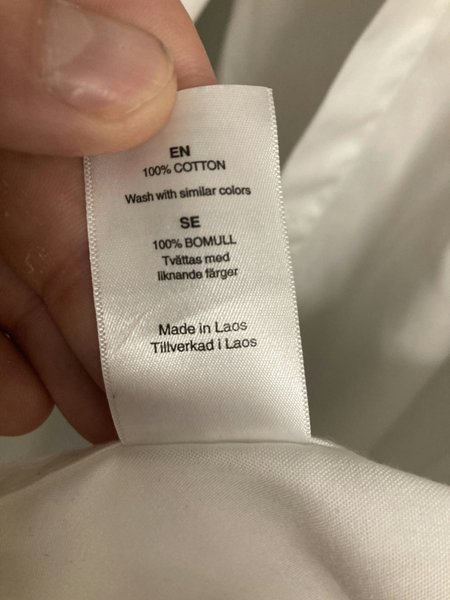 EN
100% COTTON
Wash with similar colors
SE
100% BOMULL
Tvättas med
liknande färger
Made in Laos
Tillverkad i Laos